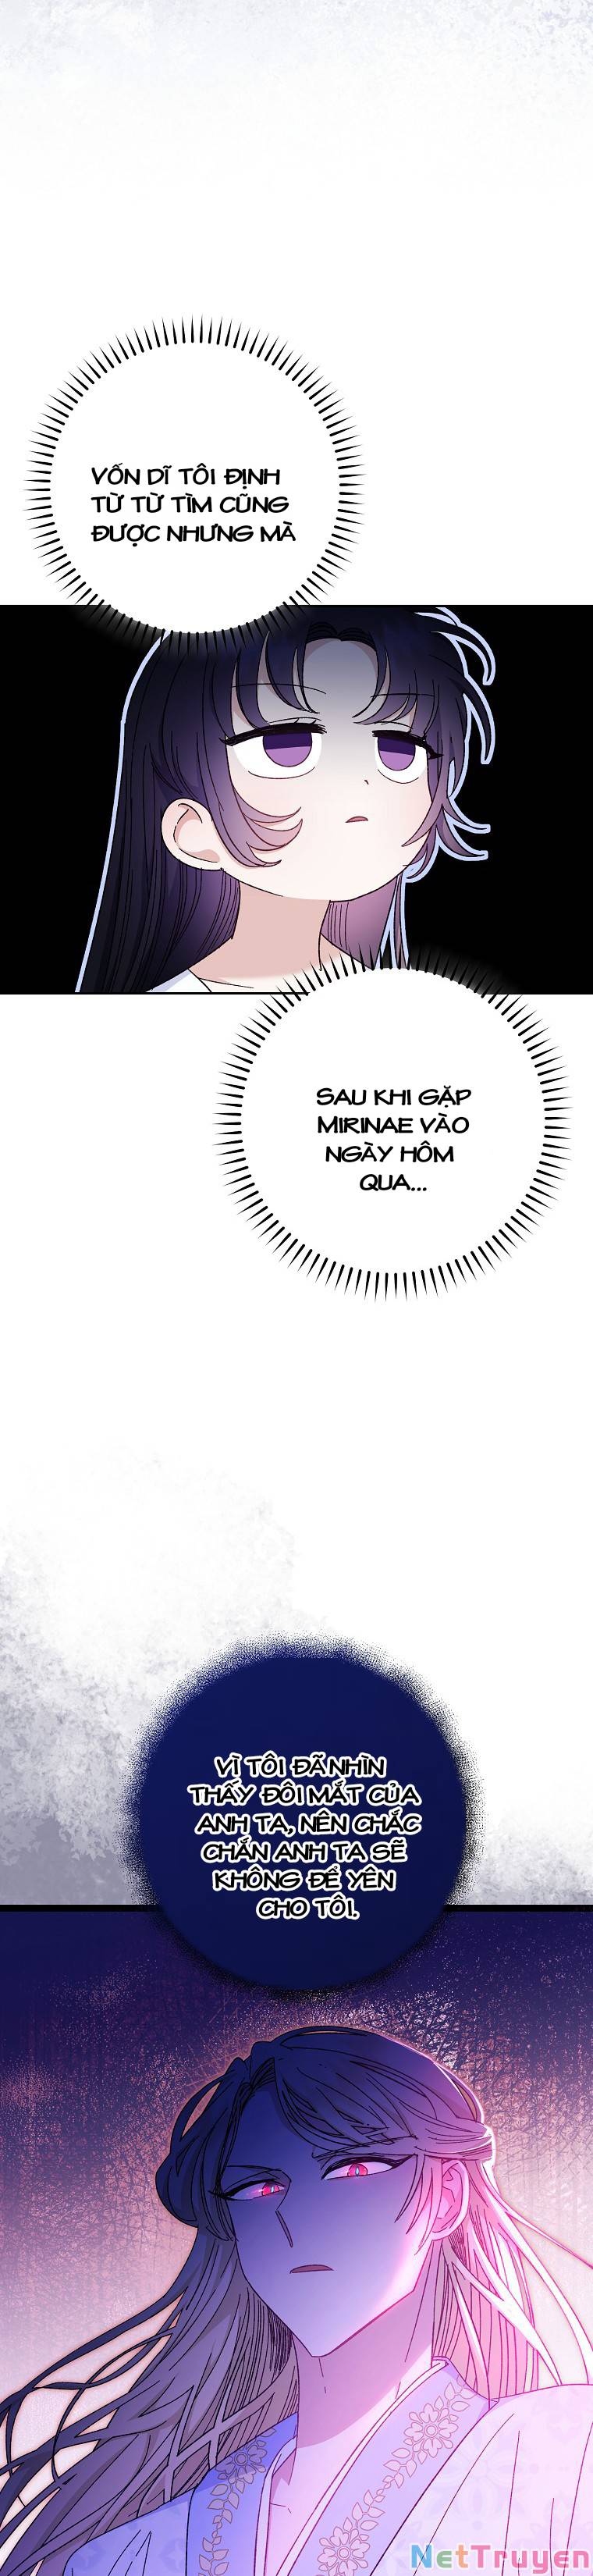 VỐN DĨ TÔI ĐỊNH
TỪ TỪ TÌM CŨNG
ĐƯỢC NHƯNG MÀ
SAU KHI GẶP
MIRINAE VÀO
NGÀY HÔM
QUA...
VÌ TÔI ĐÃNHÌN
THẤY ĐÔI MẮT CỦA
ANH TA, NÊN CHẮC
CHẮN ANH TA SẼ
KHÔNG ĐỂ YÊN
CHO TÔI.
NetTruyen